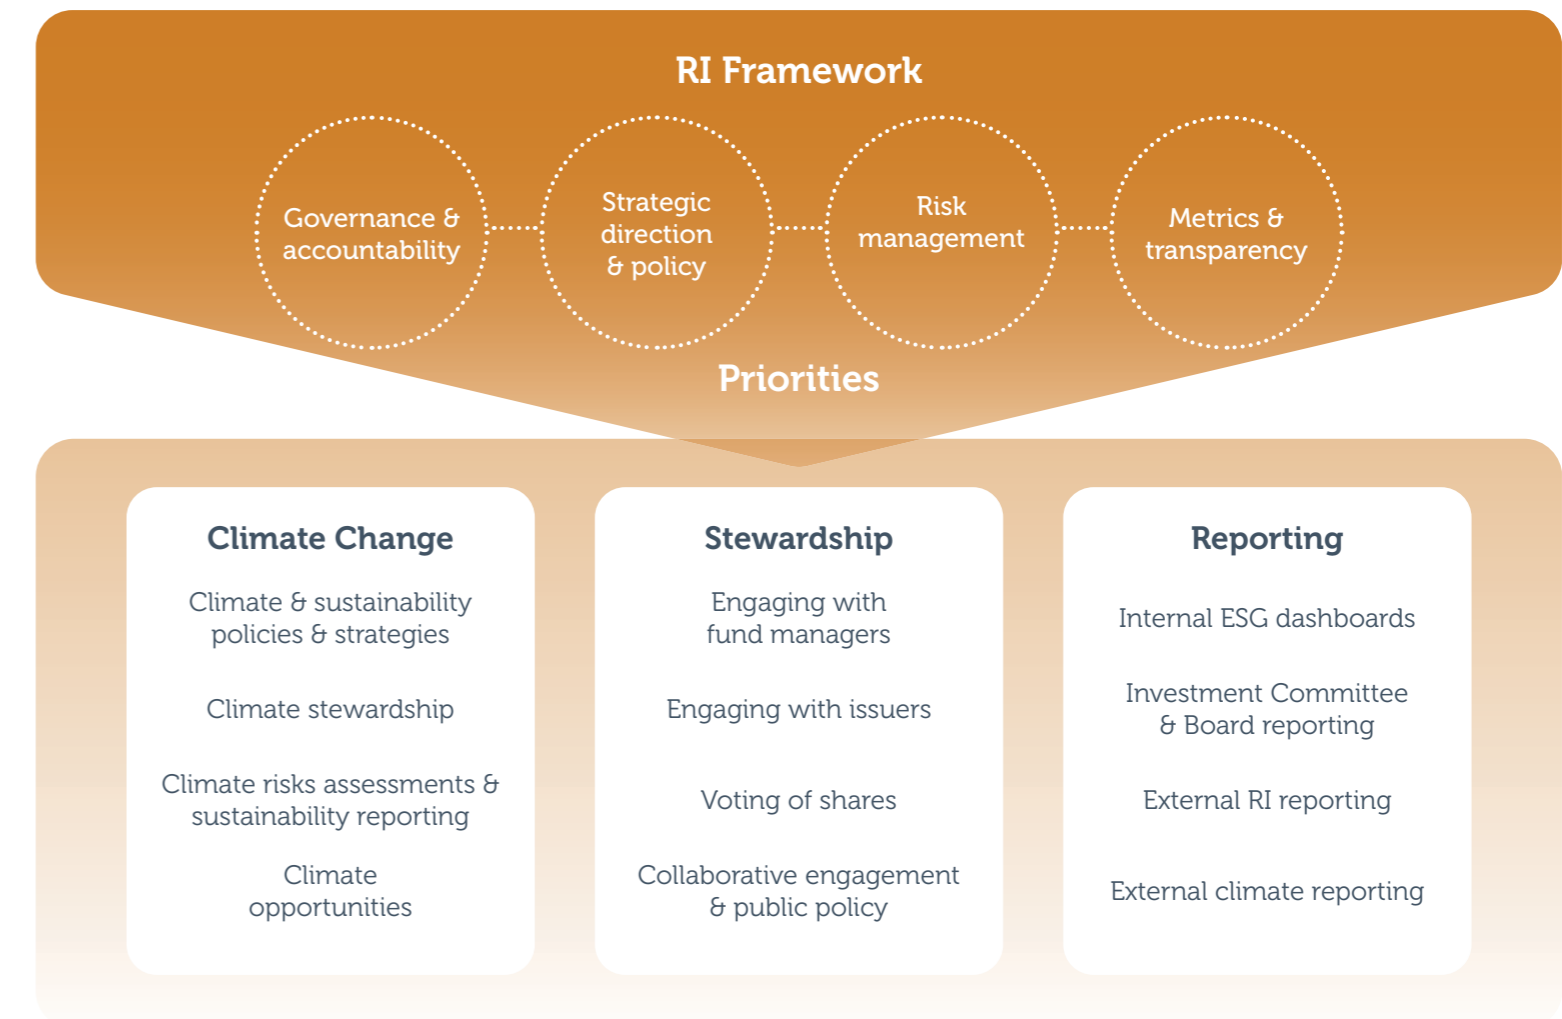 RI Framework
Governance &
accountability
Strategic
direction
& policy
Risk
management
Metrics &
transparency
Priorities
Climate Change
Climate & sustainability
policies & strategies
Climate stewardship
Climate risks assessments &
sustainability reporting
Climate
opportunities
Stewardship
Engaging with
fund managers
Engaging with issuers
Voting of shares
Collaborative engagement
& public policy
Reporting
Internal ESG dashboards
Investment Committee
& Board reporting
External RI reporting
External climate reporting